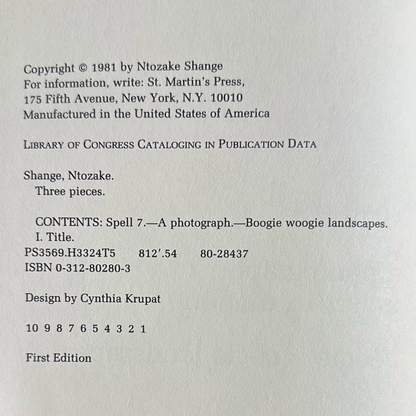 Copyright © 1981 by Ntozake Shange
For information, write: St. Martin's Press,
175 Fifth Avenue, New York, N.Y. 10010
Manufactured in the United States of America
LIBRARY OF CONGRESS CATALOGING IN PUBLICATION DATA
Shange, Ntozake.
Three pieces.
CONTENTS: Spell 7.—A photograph.—Boogie woogie landscapes.
I. Title.
PS3569.H3324T5 812'.54 80-28437
ISBN 0-312-80280-3
Design by Cynthia Krupat
10 9 8 7 6 5 4 3 2 1
First Edition